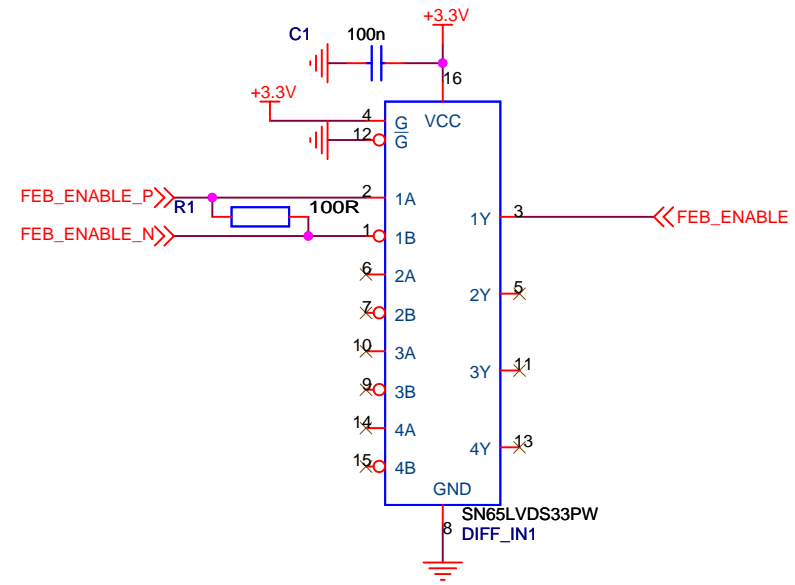 +3.3V
C1 100n
16
+3.3V
4 G VCC
12 G
FEB_ENABLE_P 2 1A
R1 100R
1Y 3 FEB_ENABLE
FEB_ENABLE_N 1 1B
6 2A
2Y 5
7 2B
10 3A
3Y 11
9 3B
14 4A
4Y 13
15 4B
GND
SN65LVDS33PW
8 DIFF_IN1